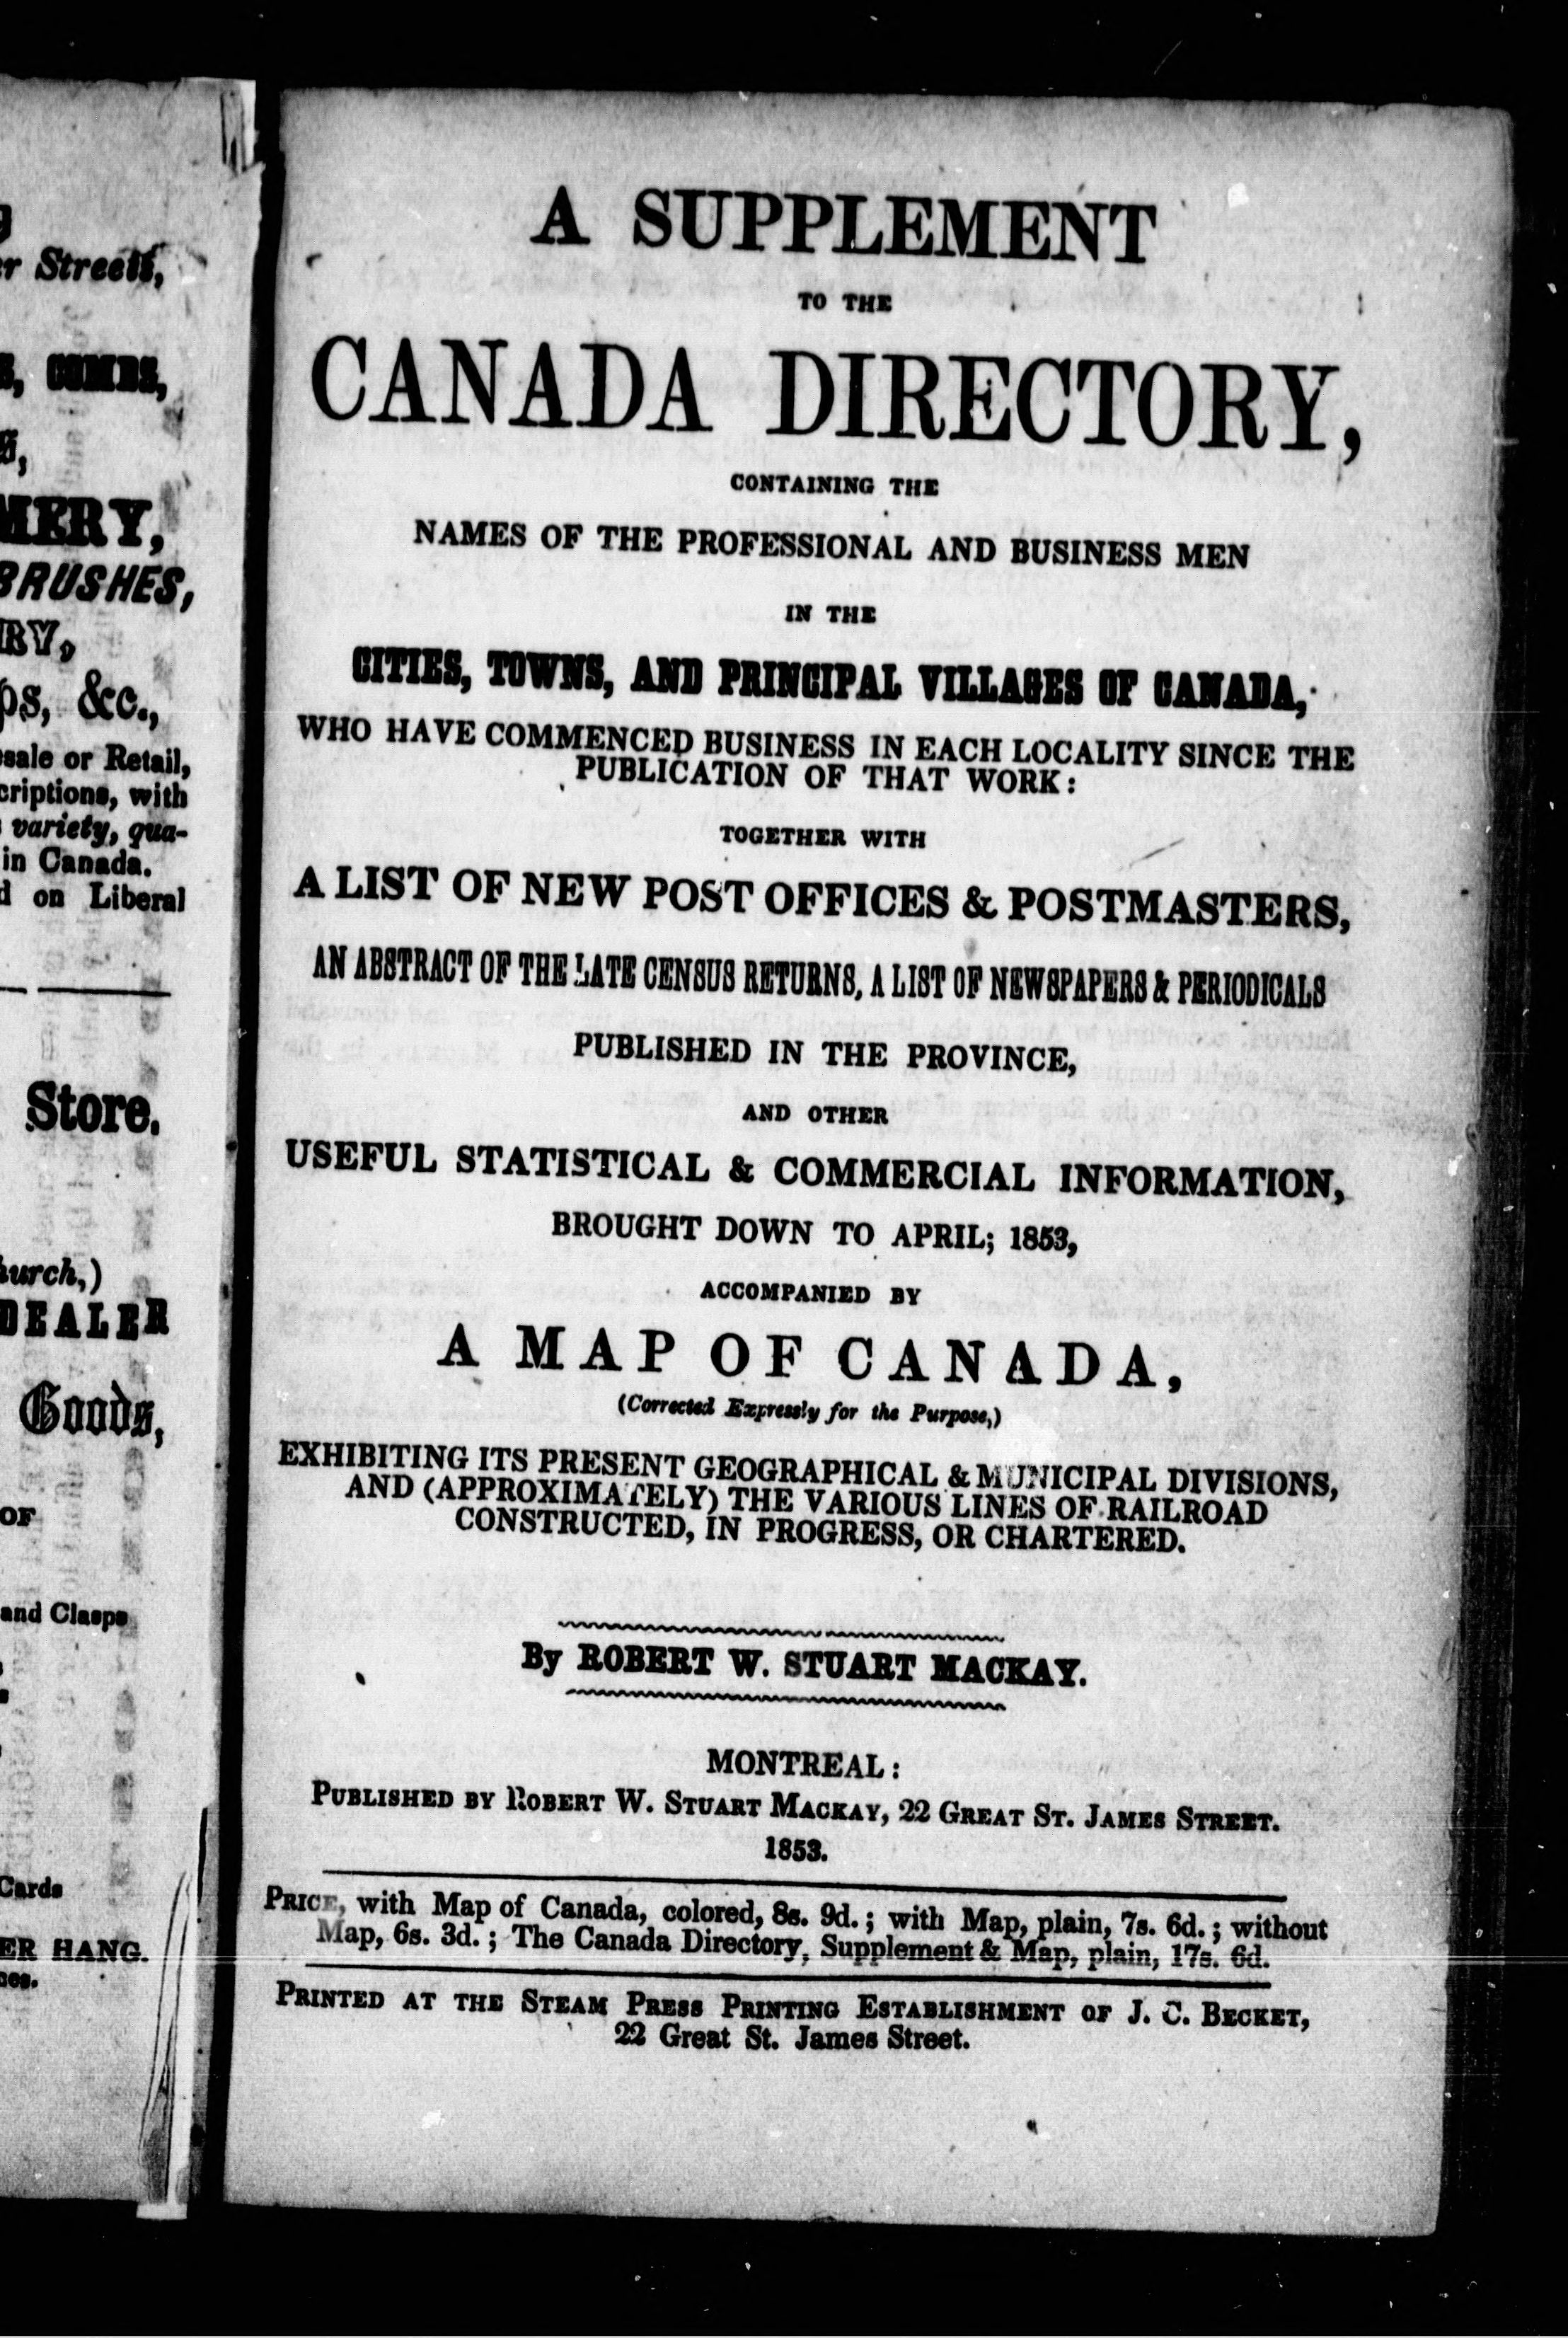 r Streets,
COMBS,
MERY,
BRUSHES,
RY,
ps, &c.,
sale or Retail,
criptions, with
variety, qua-
in Canada.
d on Liberal
Store.
hurch,)
DEALER
Goods,
OF
and Clasps
Cards
ER HANG.
A SUPPLEMENT
TO THE
CANADA DIRECTORY,
CONTAINING THE
NAMES OF THE PROFESSIONAL AND BUSINESS MEN
IN THE
CITIES, TOWNS, AND PRINCIPAL VILLAGES OF CANADA,
WHO HAVE COMMENCED BUSINESS IN EACH LOCALITY SINCE THE
PUBLICATION OF THAT WORK:
TOGETHER WITH
A LIST OF NEW POST OFFICES & POSTMASTERS,
AN ABSTRACT OF THE LATE CENSUS RETURNS, A LIST OF NEWSPAPERS & PERIODICALS
PUBLISHED IN THE PROVINCE,
AND OTHER
USEFUL STATISTICAL & COMMERCIAL INFORMATION,
BROUGHT DOWN TO APRIL; 1853,
ACCOMPANIED BY
A MAP OF CANADA,
(Corrected Expressly for the Purpose,)
EXHIBITING ITS PRESENT GEOGRAPHICAL & MUNICIPAL DIVISIONS,
AND (APPROXIMATELY) THE VARIOUS LINES OF RAILROAD
CONSTRUCTED, IN PROGRESS, OR CHARTERED.
By ROBERT W. STUART MACKAY.
MONTREAL:
PUBLISHED BY ROBERT W. STUART MACKAY, 22 GREAT ST. JAMES STREET.
1853.
PRICE, with Map of Canada, colored, 8s. 9d.; with Map, plain, 7s. 6d.; without
Map, 6s. 3d.; The Canada Directory, Supplement & Map, plain, 17s. 6d.
PRINTED AT THE STEAM PRESS PRINTING ESTABLISHMENT OF J. C. BECKET,
22 Great St. James Street.